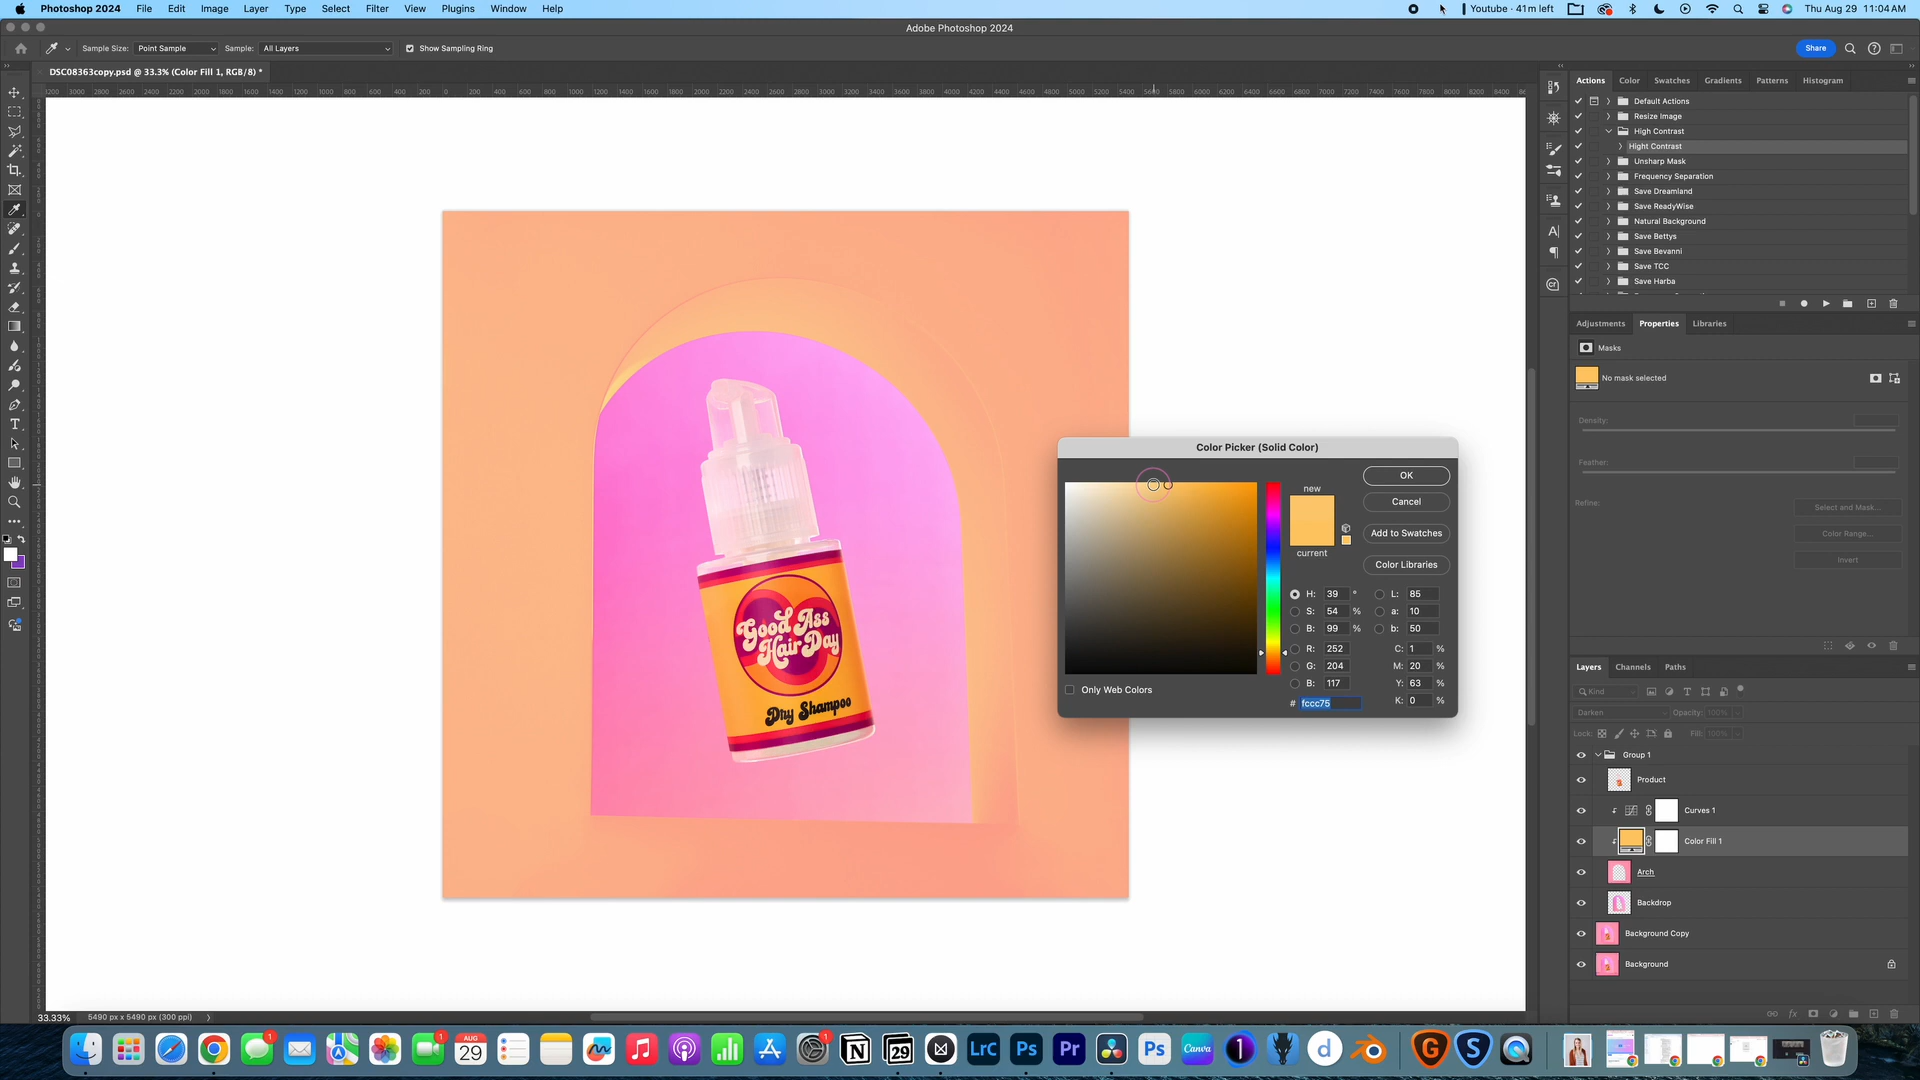 Photoshop 2024 File Edit Image Layer Type Select Filter View Plugins Window Help
Youtube · 41m left Thu Aug 29 11:04 AM
Adobe Photoshop 2024
Sample Size: Point Sample Sample: All Layers Show Sampling Ring
Share
DSC08363copy.psd @ 33.3% (Color Fill 1, RGB/8) *
Actions Color Swatches Gradients Patterns Histogram
Default Actions
Resize Image
High Contrast
Hight Contrast
Unsharp Mask
Frequency Separation
Save Dreamland
Save ReadyWise
Natural Background
Save Bettys
Save Bevanni
Save TCC
Save Harba
Adjustments Properties Libraries
Masks
No mask selected
Density:
Feather:
Refine:
Select and Mask...
Color Range...
Invert
Color Picker (Solid Color)
new
current
OK
Cancel
Add to Swatches
Color Libraries
H: 39 ° L: 85
S: 54 % a: 10
B: 99 % b: 50
R: 252 C: 1 %
G: 204 M: 20 %
B: 117 Y: 63 %
# fccc75 K: 0 %
Only Web Colors
Good Ass
Hair Day
Dry Shampoo
Layers Channels Paths
Kind
Darken Opacity: 100%
Lock: Fill: 100%
Group 1
Product
Curves 1
Color Fill 1
Arch
Backdrop
Background Copy
Background
33.33% 5490 px x 5490 px (300 ppi)
AUG
29
LrC Ps Pr Ps Canva